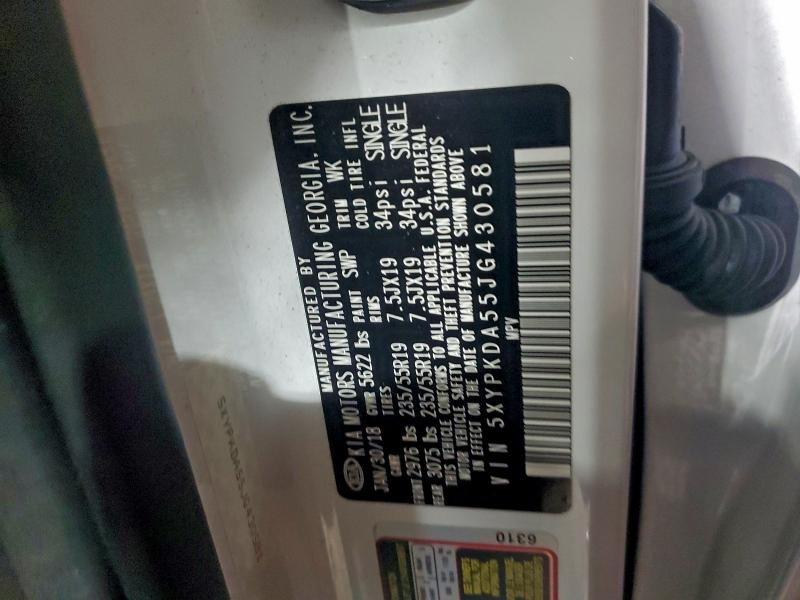 MANUFACTURED BY
KIA KIA MOTORS MANUFACTURING GEORGIA, INC.
JAN/30/18 GVWR 5622 lbs PAINT SWP TRIM WK
GAWR TIRES RIMS COLD TIRE INFL
FRONT 2976 lbs 235/55R19 7.5JX19 34psi SINGLE
REAR 3075 lbs 235/55R19 7.5JX19 34psi SINGLE
THIS VEHICLE CONFORMS TO ALL APPLICABLE U.S.A. FEDERAL
MOTOR VEHICLE SAFETY AND THEFT PREVENTION STANDARDS
IN EFFECT ON THE DATE OF MANUFACTURE SHOWN ABOVE
VIN 5XYPKDA55JG430581
MPV
5XYPKDA55JG430581
6310